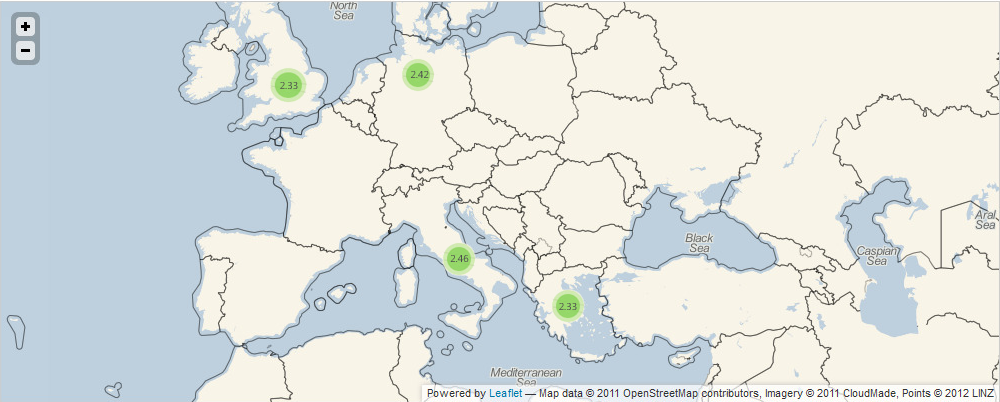 North
Sea
+
−
2.33
2.42
2.46
2.33
Black
Sea
Caspian
Sea
Aral
Sea
Mediterranean
Sea
Powered by Leaflet — Map data © 2011 OpenStreetMap contributors, Imagery © 2011 CloudMade, Points © 2012 LINZ